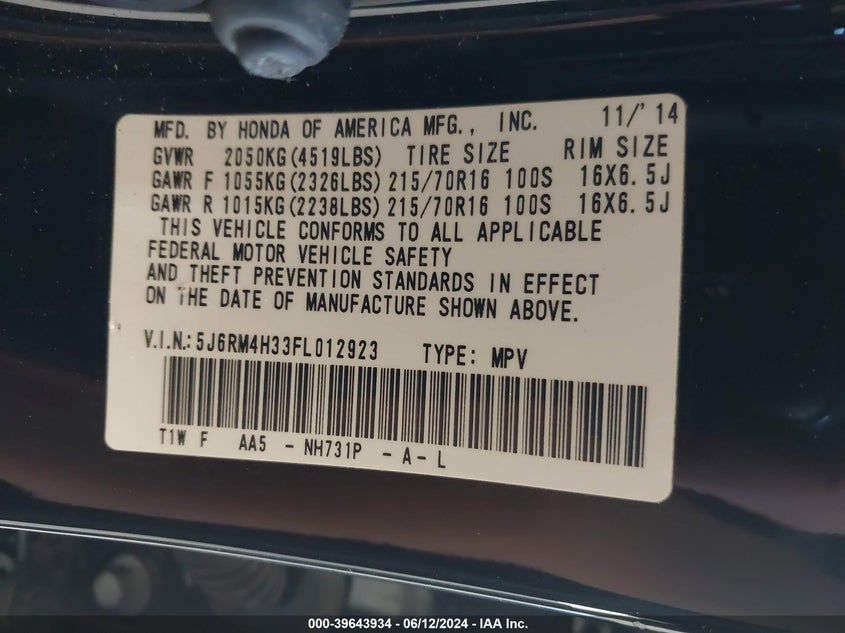 MFD. BY HONDA OF AMERICA MFG., INC. 11/'14
GVWR 2050KG(4519LBS) TIRE SIZE RIM SIZE
GAWR F 1055KG(2326LBS) 215/70R16 100S 16X6.5J
GAWR R 1015KG(2238LBS) 215/70R16 100S 16X6.5J
THIS VEHICLE CONFORMS TO ALL APPLICABLE
FEDERAL MOTOR VEHICLE SAFETY
AND THEFT PREVENTION STANDARDS IN EFFECT
ON THE DATE OF MANUFACTURE SHOWN ABOVE.
V.I.N.:5J6RM4H33FL012923 TYPE: MPV
T1W F AA5 - NH731P - A - L
000-39643934 - 06/12/2024 - IAA Inc.